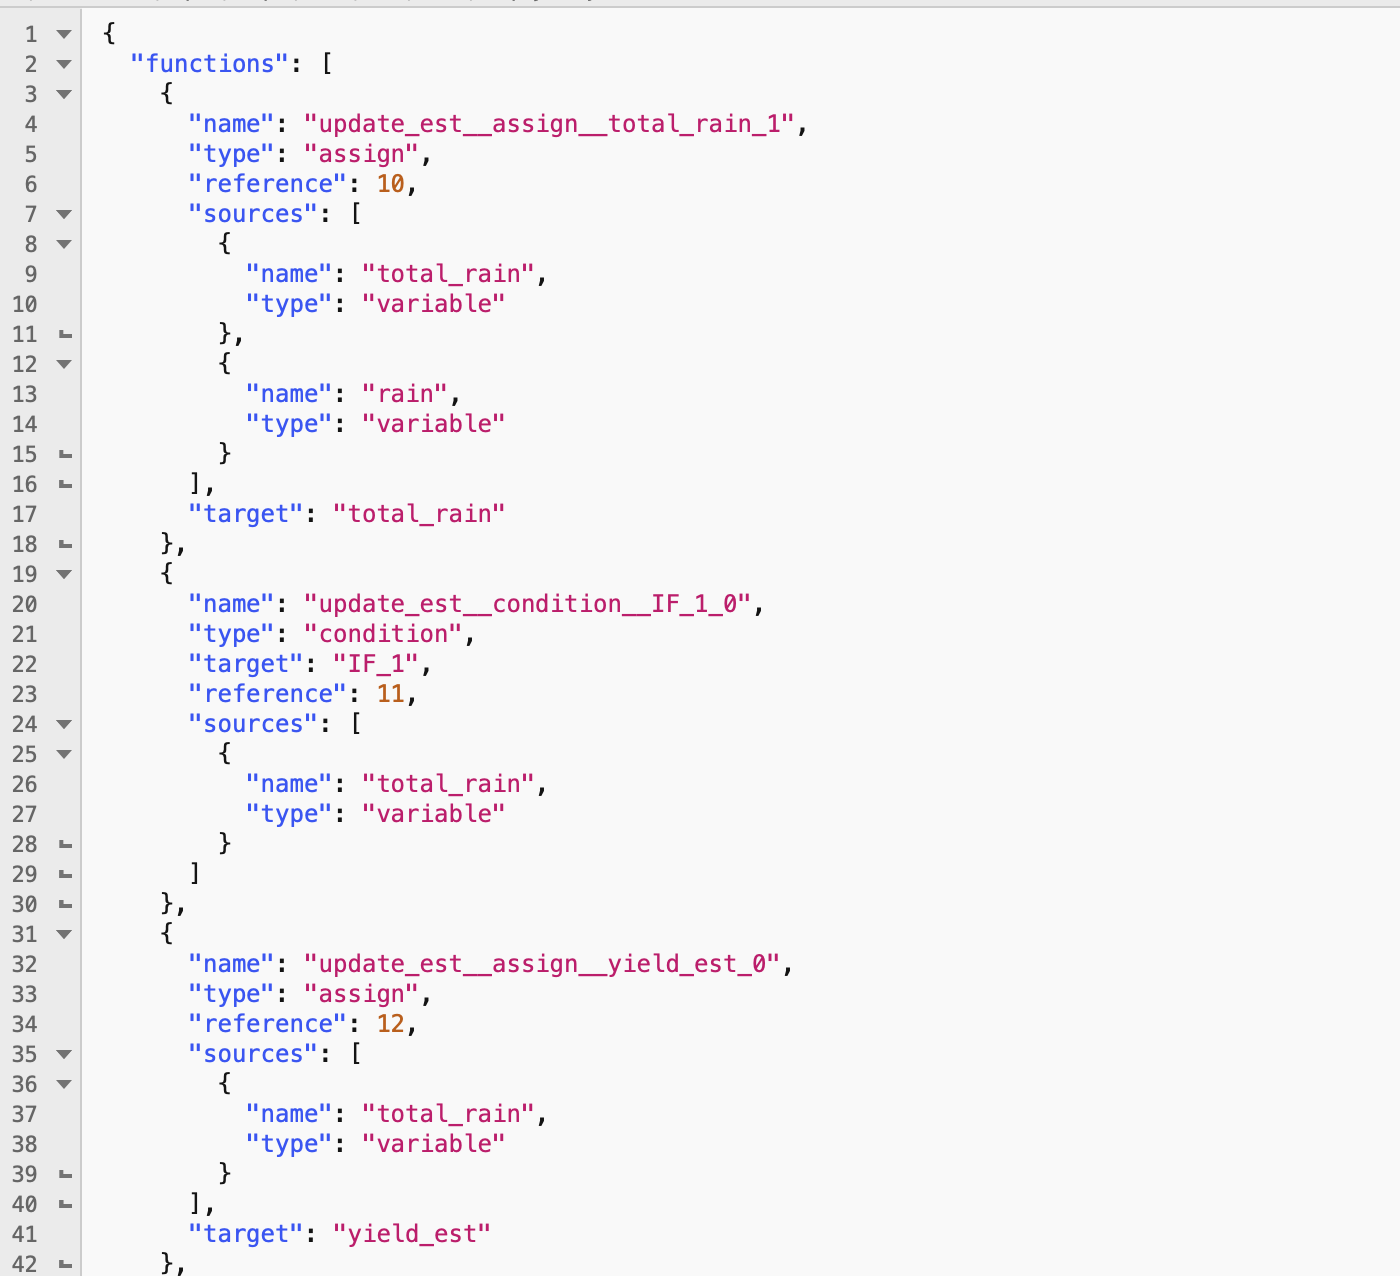 1 {
2 "functions": [
3 {
4 "name": "update_est__assign__total_rain_1",
5 "type": "assign",
6 "reference": 10,
7 "sources": [
8 {
9 "name": "total_rain",
10 "type": "variable"
11 },
12 {
13 "name": "rain",
14 "type": "variable"
15 }
16 ],
17 "target": "total_rain"
18 },
19 {
20 "name": "update_est__condition__IF_1_0",
21 "type": "condition",
22 "target": "IF_1",
23 "reference": 11,
24 "sources": [
25 {
26 "name": "total_rain",
27 "type": "variable"
28 }
29 ]
30 },
31 {
32 "name": "update_est__assign__yield_est_0",
33 "type": "assign",
34 "reference": 12,
35 "sources": [
36 {
37 "name": "total_rain",
38 "type": "variable"
39 }
40 ],
41 "target": "yield_est"
42 },